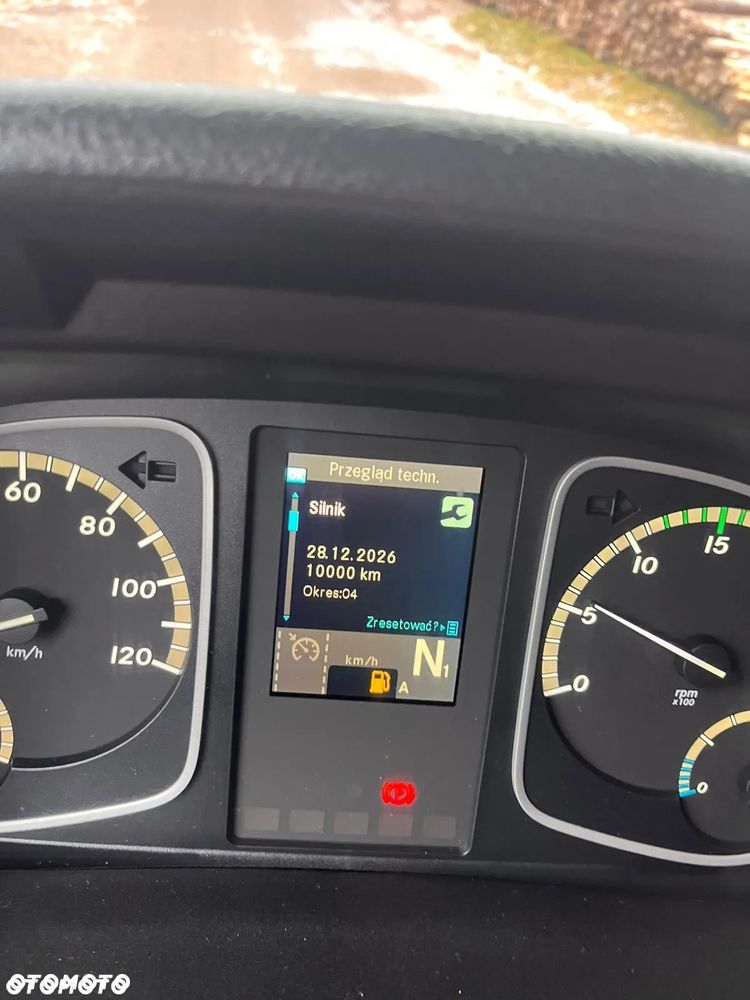 OK
Przegląd techn.
Silnik
28.12.2026
10000 km
Okres:04
Zresetować?
km/h
N1
A
60
80
100
120
km/h
0
5
10
15
rpm
x100
0
OTOMOTO